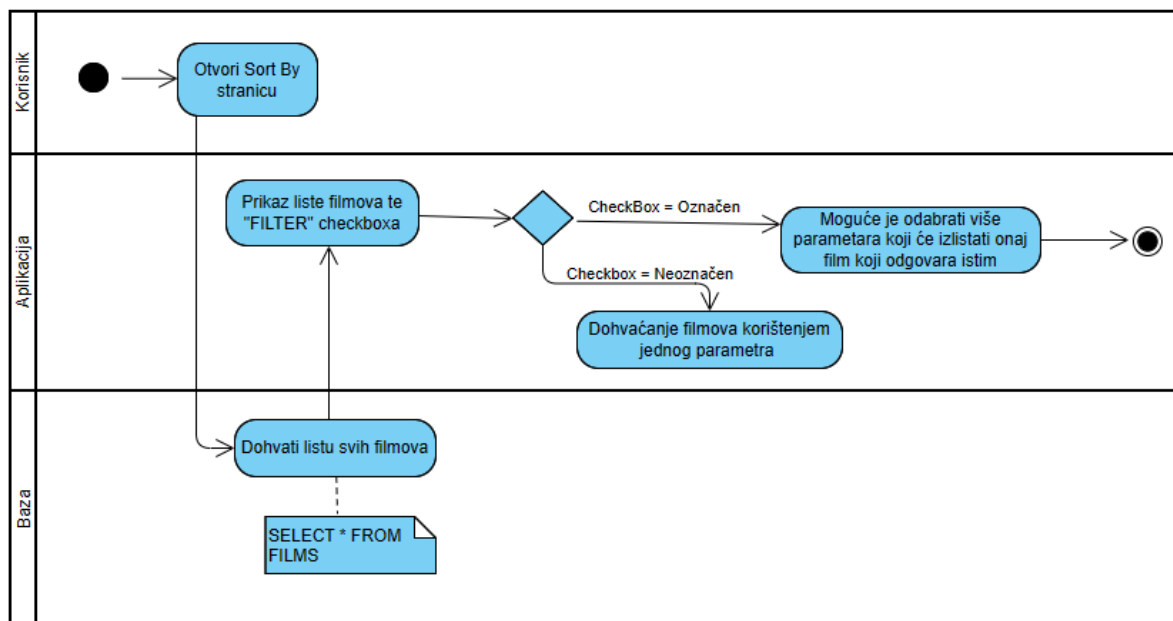 Korisnik
Otvori Sort By
stranicu
Aplikacija
Prikaz liste filmova te
"FILTER" checkboxa
CheckBox = Označen
Moguće je odabrati više
parametara koji će izlistati onaj
film koji odgovara istim
Checkbox = Neoznačen
Dohvaćanje filmova korištenjem
jednog parametra
Baza
Dohvati listu svih filmova
SELECT * FROM
FILMS